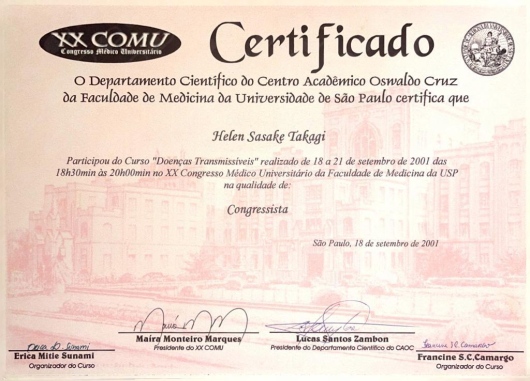 XX COMU
Congresso Médico Universitário
Certificado
O Departamento Científico do Centro Acadêmico Oswaldo Cruz
da Faculdade de Medicina da Universidade de São Paulo certifica que
Helen Sasake Takagi
Participou do Curso "Doenças Transmissíveis" realizado de 18 a 21 de setembro de 2001 das
18h30min às 20h00min no XX Congresso Médico Universitário da Faculdade de Medicina da USP
na qualidade de:
Congressista
São Paulo, 18 de setembro de 2001
Maíra Monteiro Marques
Presidente do XX COMU
Lucas Santos Zambon
Presidente do Departamento Científico do CAOC
Erica Mitie Sunami
Organizador do Curso
Francine S.C.Camargo
Organizador do Curso